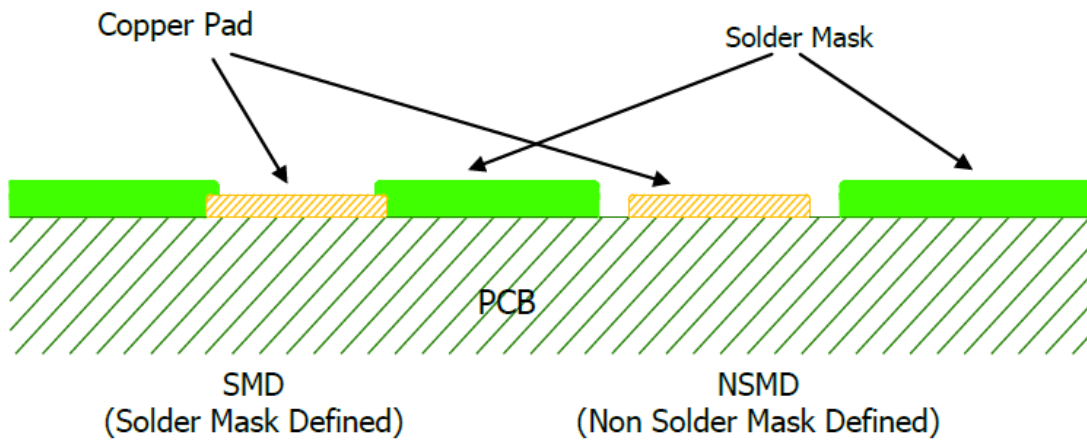 Copper Pad
Solder Mask
PCB
SMD
(Solder Mask Defined)
NSMD
(Non Solder Mask Defined)